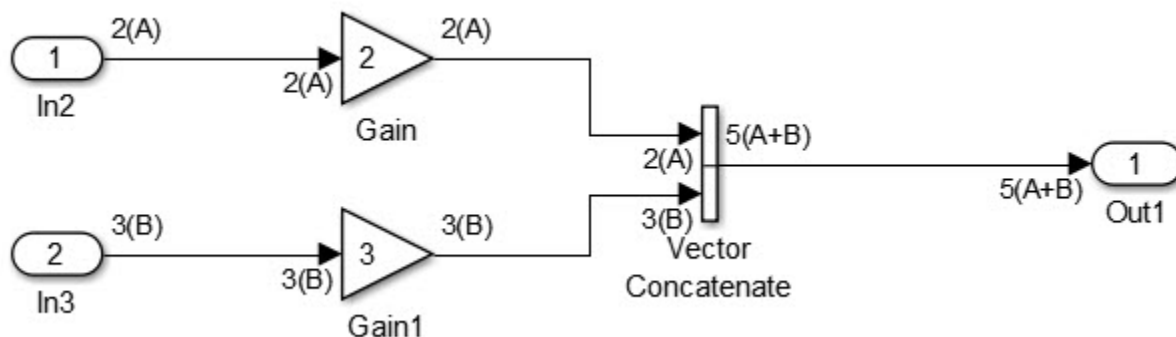 2(A)
1
2(A)
2
2(A)
In2
Gain
2(A)
5(A+B)
3(B)
2
3(B)
3
3(B)
In3
Gain1
3(B)
Vector
Concatenate
5(A+B)
1
Out1